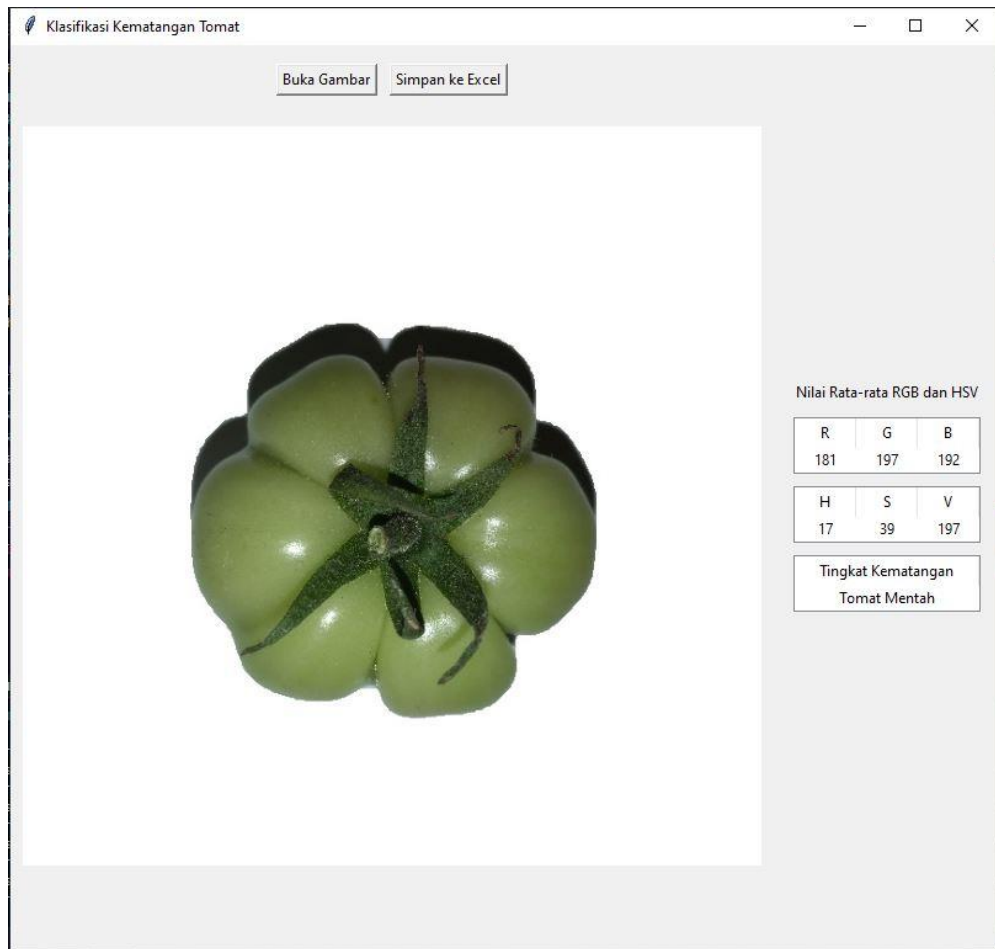 Klasifikasi Kematangan Tomat
Buka Gambar Simpan ke Excel
Nilai Rata-rata RGB dan HSV
R G B
181 197 192
H S V
17 39 197
Tingkat Kematangan
Tomat Mentah